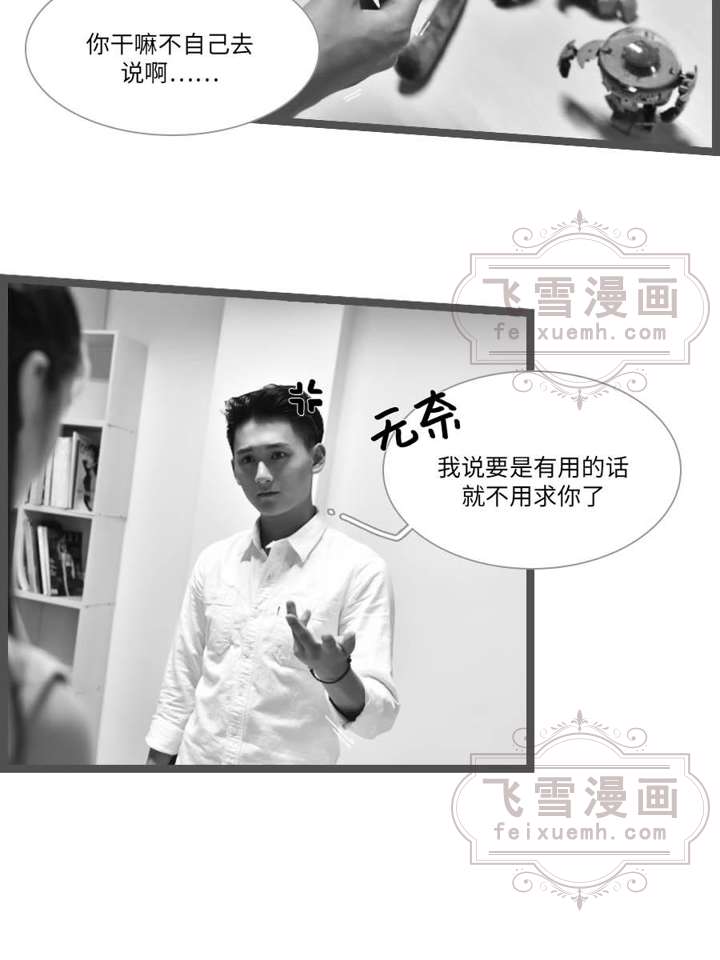 你干嘛不自己去
说啊……
飞雪漫画
feixuemh.com
无奈
我说要是有用的话
就不用求你了
飞雪漫画
feixuemh.com